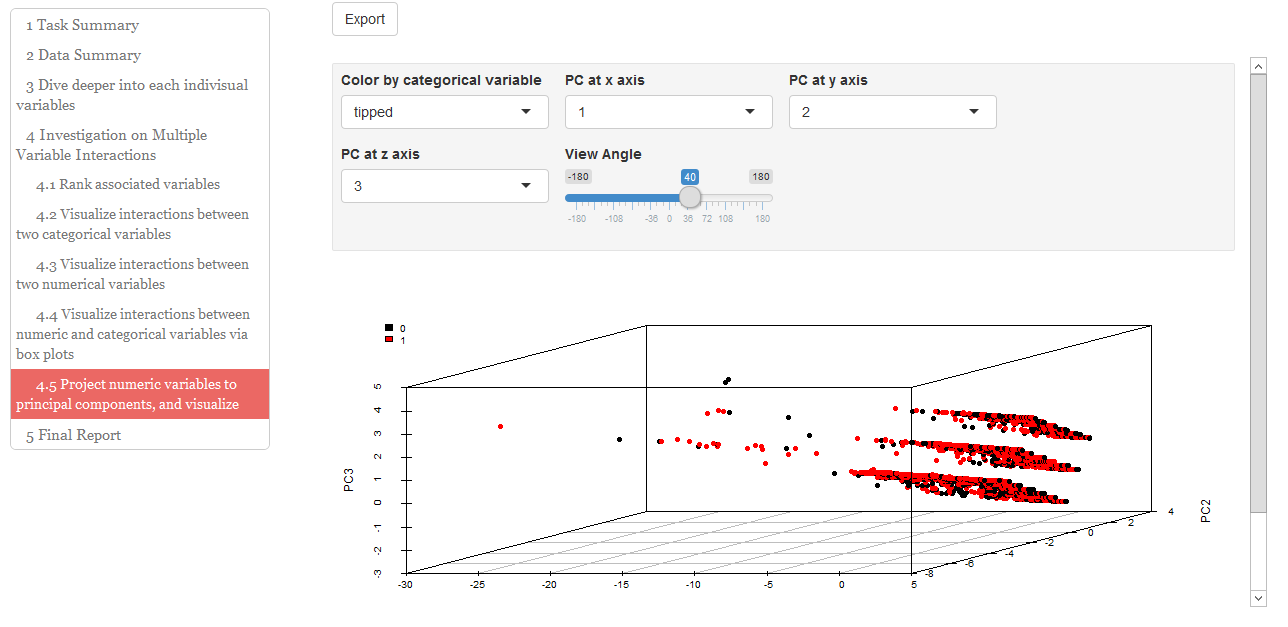 1 Task Summary
2 Data Summary
3 Dive deeper into each indivisual
variables
4 Investigation on Multiple
Variable Interactions
4.1 Rank associated variables
4.2 Visualize interactions between
two categorical variables
4.3 Visualize interactions between
two numerical variables
4.4 Visualize interactions between
numeric and categorical variables via
box plots
4.5 Project numeric variables to
principal components, and visualize
5 Final Report
Export
Color by categorical variable PC at x axis PC at y axis
tipped 1 2
PC at z axis View Angle
3
-180 40 180
-180 -108 -36 0 36 72 108 180
0
1
5
4
3
2
1
0
-1
-2
-3
PC3
-30 -25 -20 -15 -10 -5 0 5
-8 -6 -4 -2 0 2 4
PC2